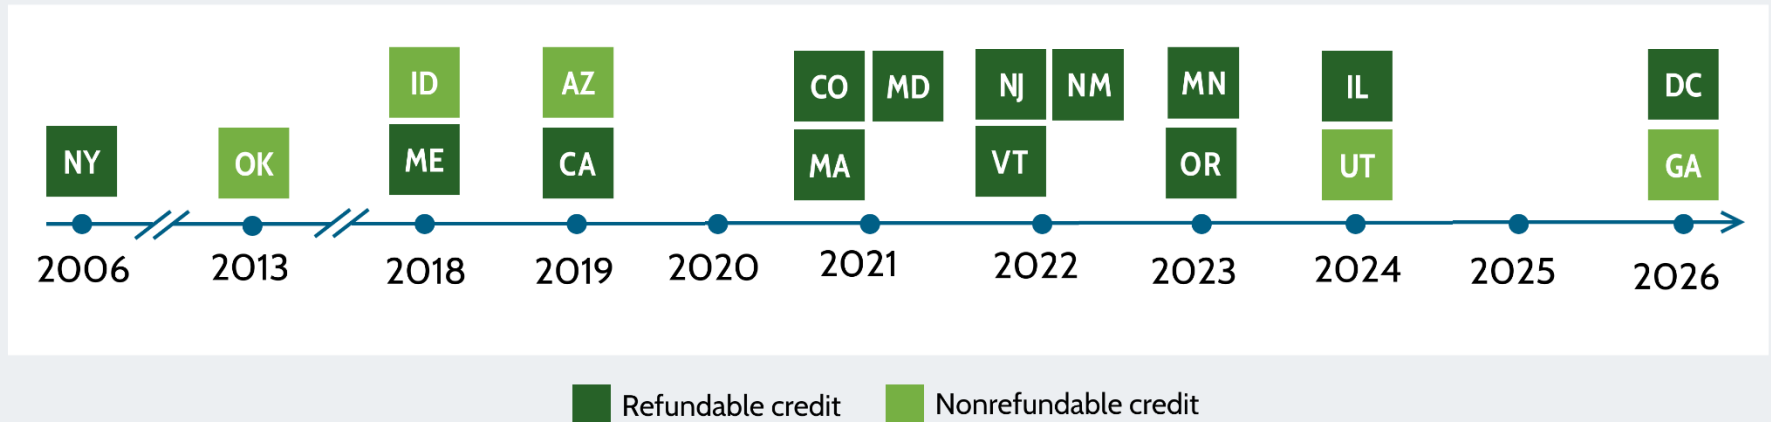 ID AZ CO MD NJ NM MN IL DC
NY OK ME CA MA VT OR UT GA
2006 2013 2018 2019 2020 2021 2022 2023 2024 2025 2026
Refundable credit Nonrefundable credit